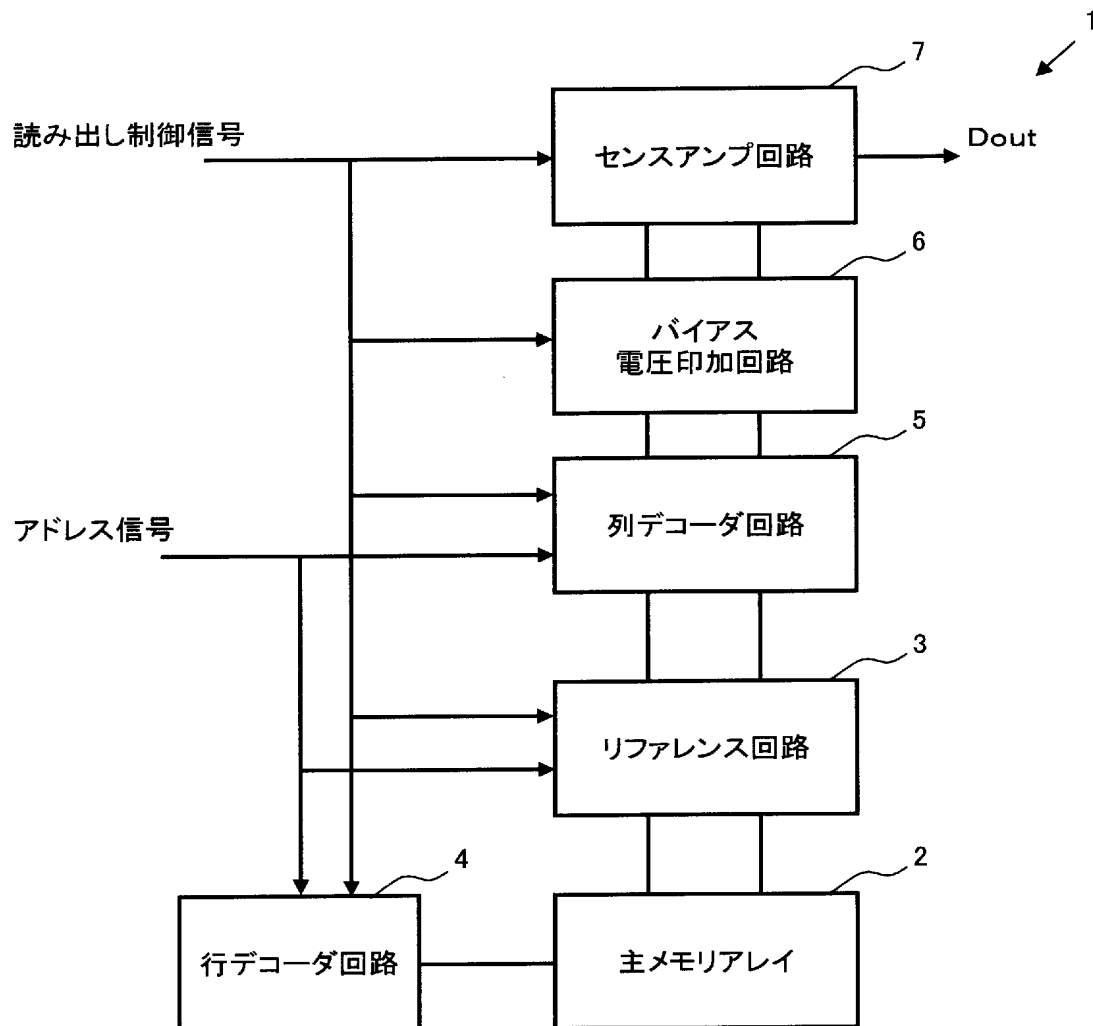 1
7
読み出し制御信号
センスアンプ回路
Dout
6
バイアス
電圧印加回路
5
アドレス信号
列デコーダ回路
3
リファレンス回路
4
2
行デコーダ回路
主メモリアレイ